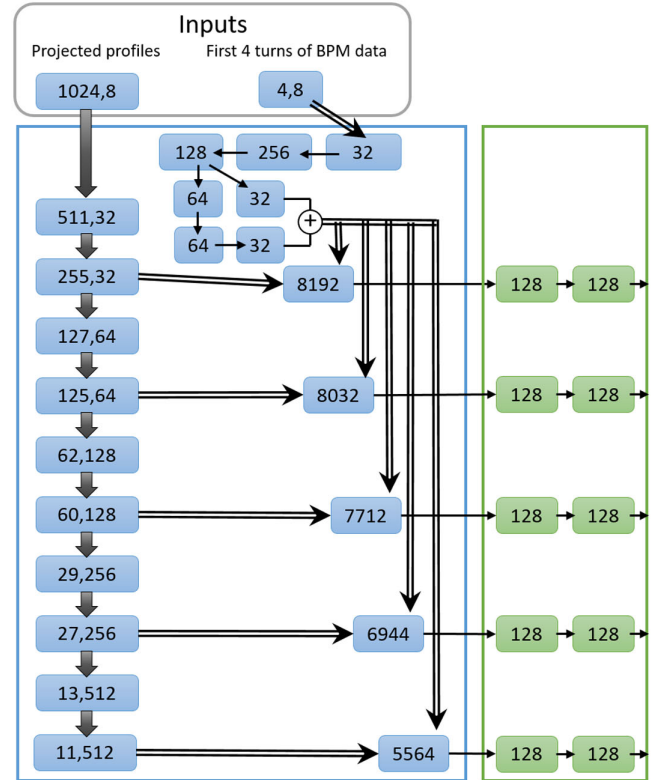 Inputs
Projected profiles First 4 turns of BPM data
1024,8 4,8
128 256 32
64 32
511,32
+
64 32
255,32 8192 128 128
127,64
125,64 8032 128 128
62,128
60,128 7712 128 128
29,256
27,256 6944 128 128
13,512
11,512 5564 128 128